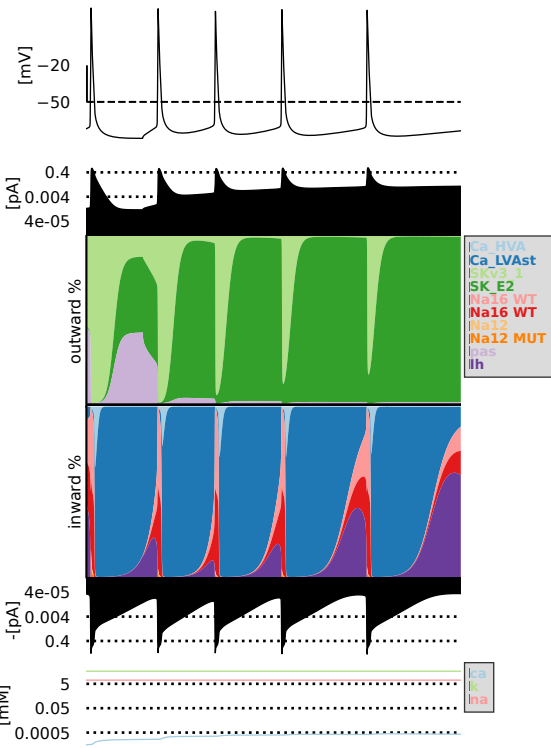 [mV]
−20
−50
[pA]
0.4
0.004
4e-05
outward %
Ca_HVA
Ca_LVAst
SKv3_1
SK_E2
Na16 WT
Na16 WT
Na12
Na12 MUT
pas
Ih
inward %
-[pA]
4e-05
0.004
0.4
[mM]
5
0.05
0.0005
ca
k
na